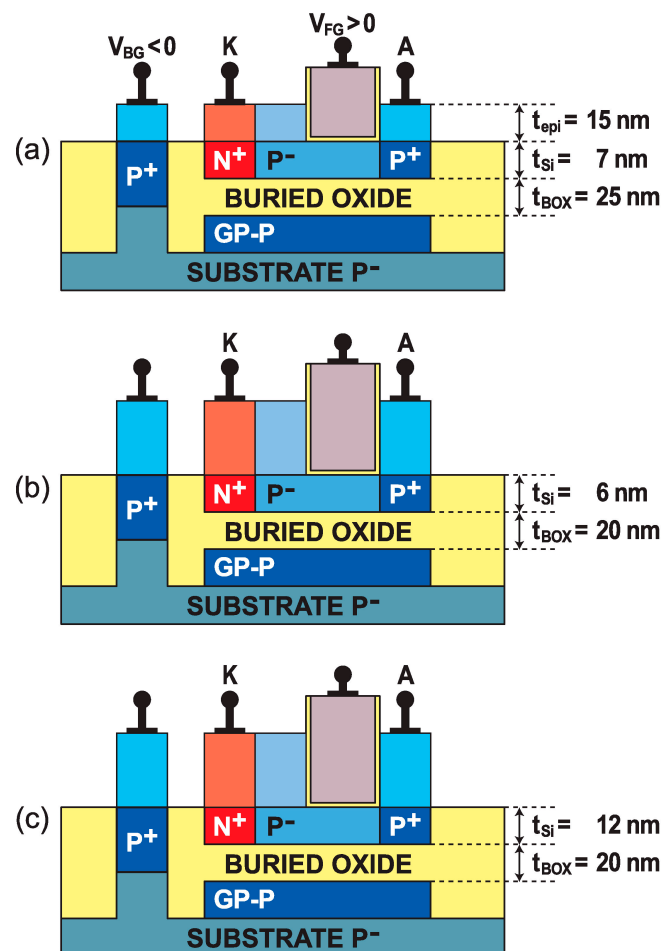 V_BG<0 K V_FG>0 A
t_epi = 15 nm
(a) N⁺ P⁻ P⁺ t_Si = 7 nm
P⁺
BURIED OXIDE t_BOX = 25 nm
GP-P
SUBSTRATE P⁻
K A
(b) P⁺ N⁺ P⁻ P⁺ t_Si = 6 nm
BURIED OXIDE t_BOX = 20 nm
GP-P
SUBSTRATE P⁻
K A
(c) P⁺ N⁺ P⁻ P⁺ t_Si = 12 nm
BURIED OXIDE t_BOX = 20 nm
GP-P
SUBSTRATE P⁻